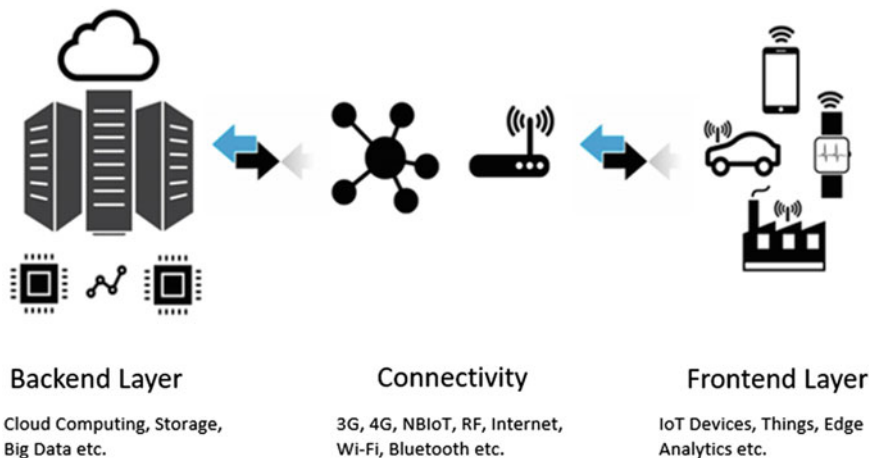 Backend Layer
Cloud Computing, Storage,
Big Data etc.
Connectivity
3G, 4G, NBIoT, RF, Internet,
Wi-Fi, Bluetooth etc.
Frontend Layer
IoT Devices, Things, Edge
Analytics etc.